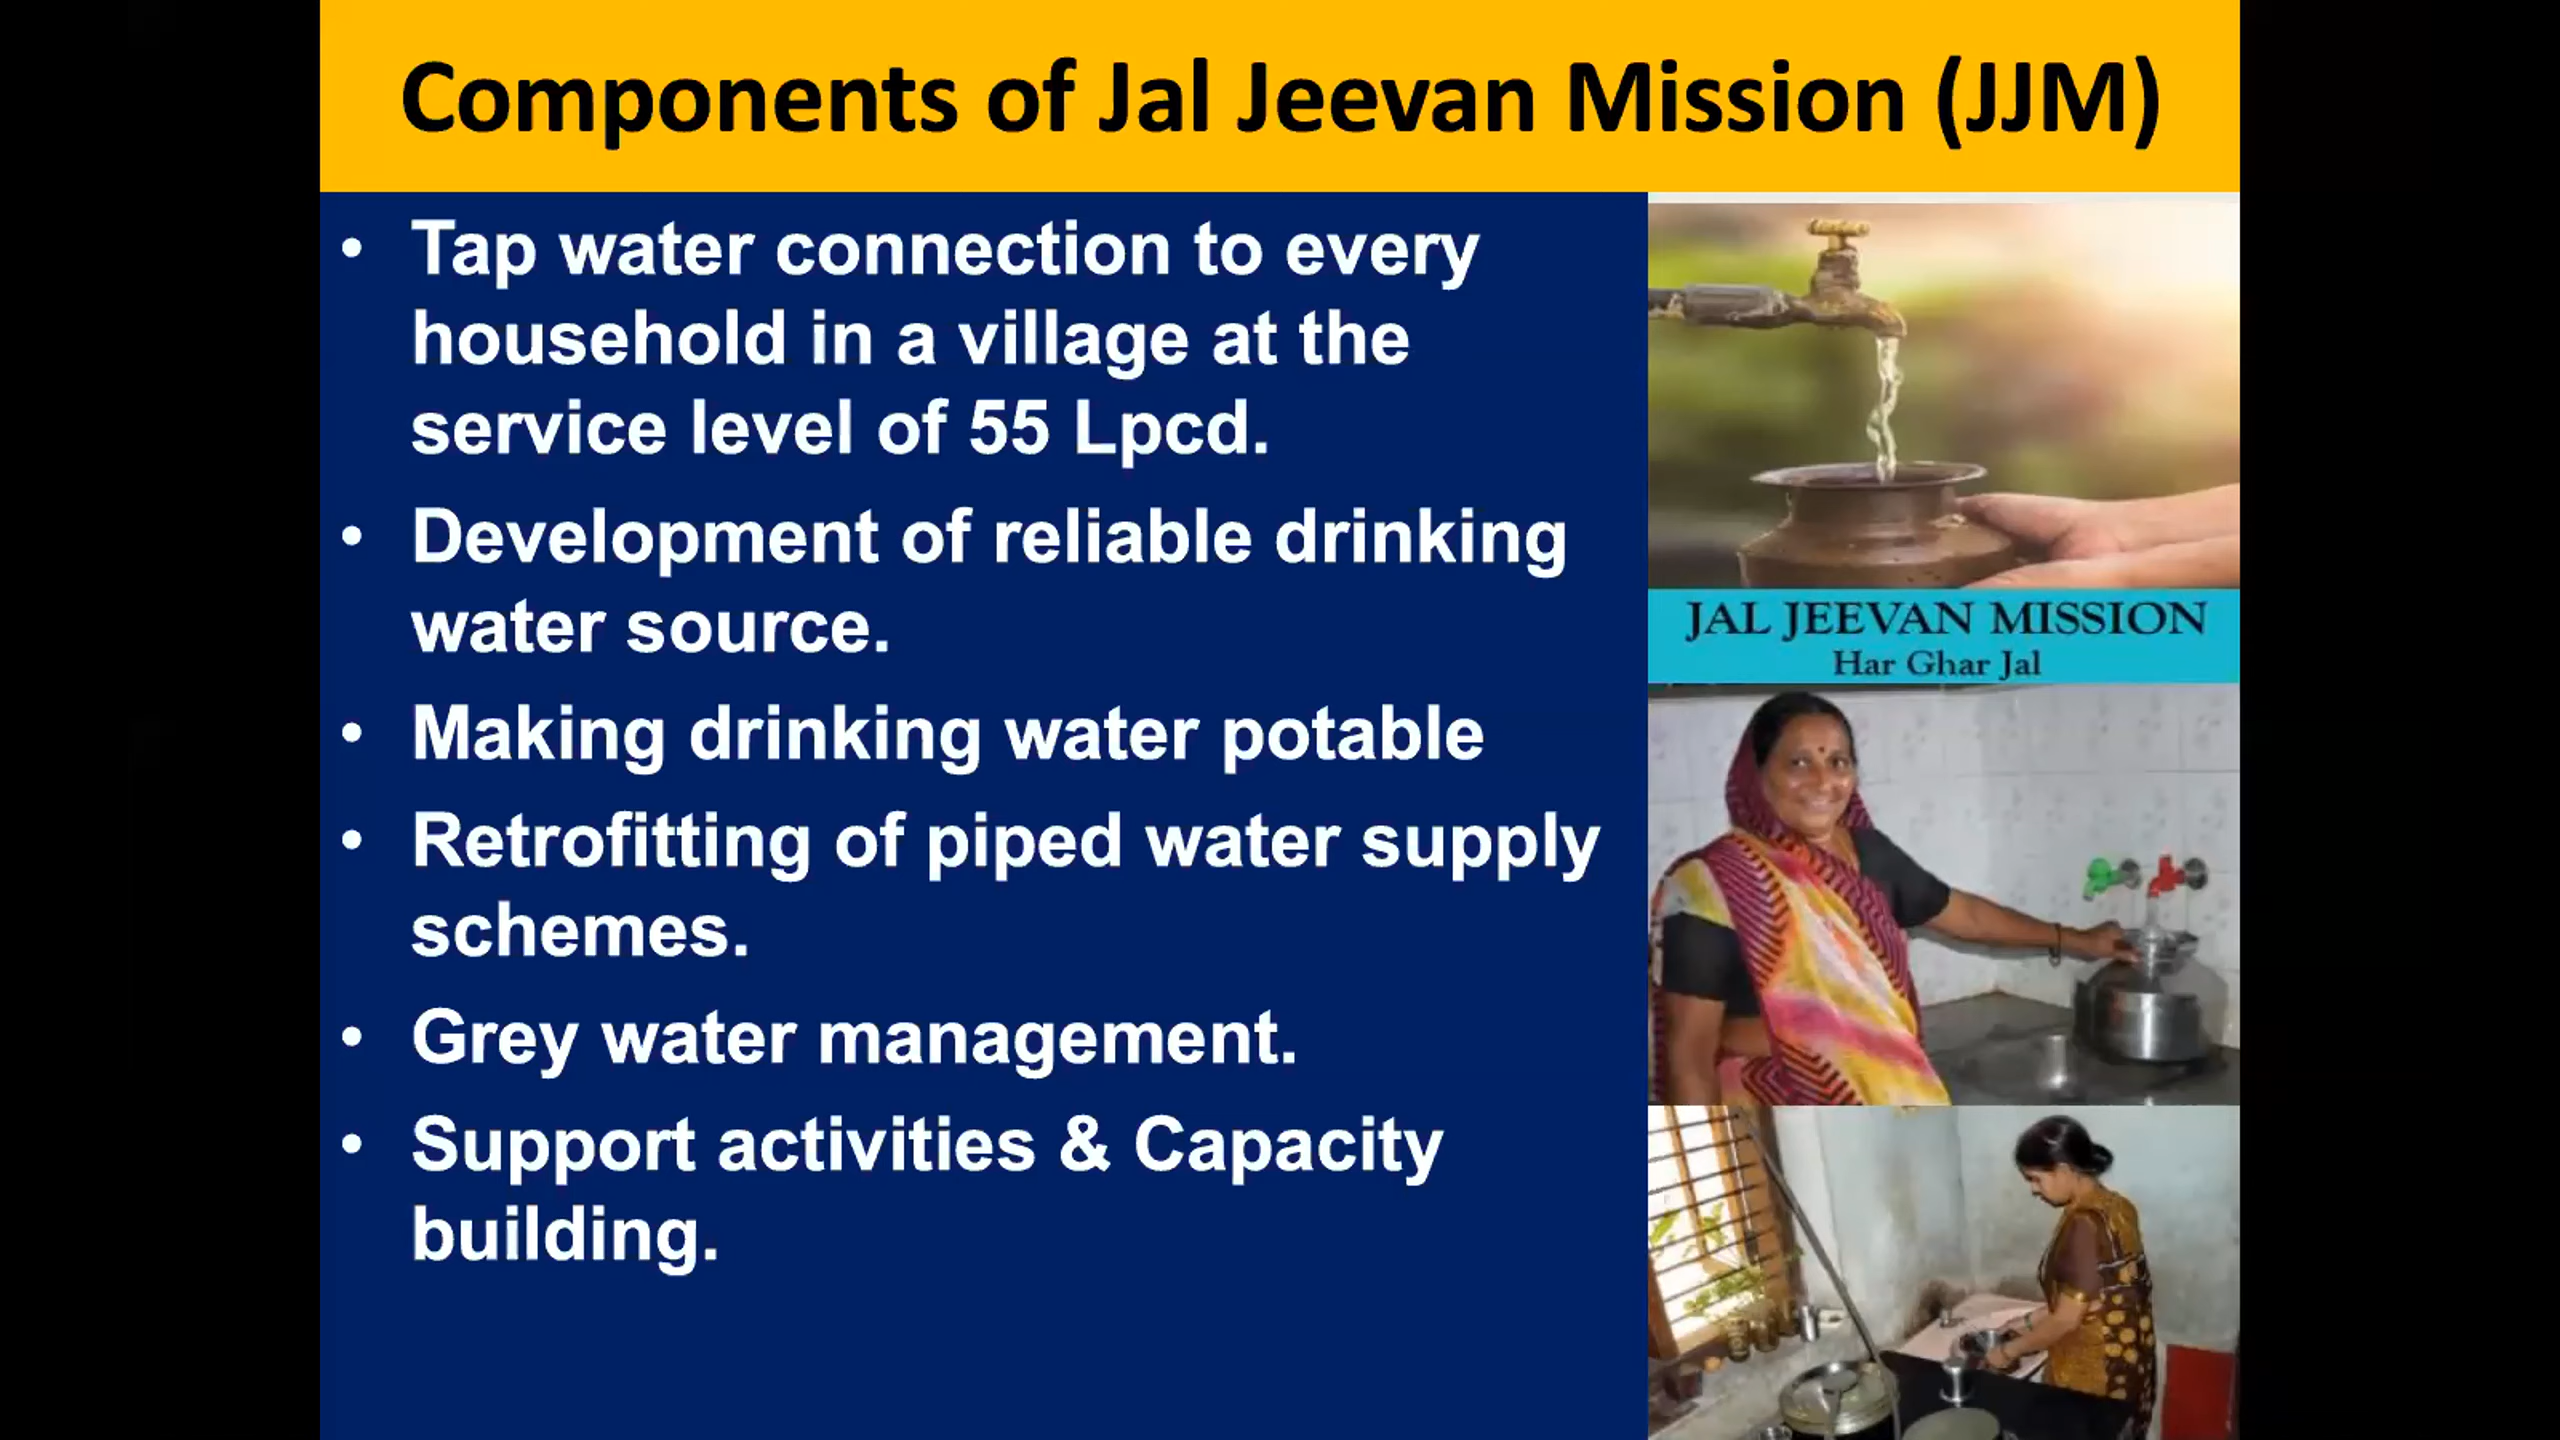 Components of Jal Jeevan Mission (JJM)
• Tap water connection to every
household in a village at the
service level of 55 Lpcd.
• Development of reliable drinking
water source.
• Making drinking water potable
• Retrofitting of piped water supply
schemes.
• Grey water management.
• Support activities & Capacity
building.
JAL JEEVAN MISSION
Har Ghar Jal